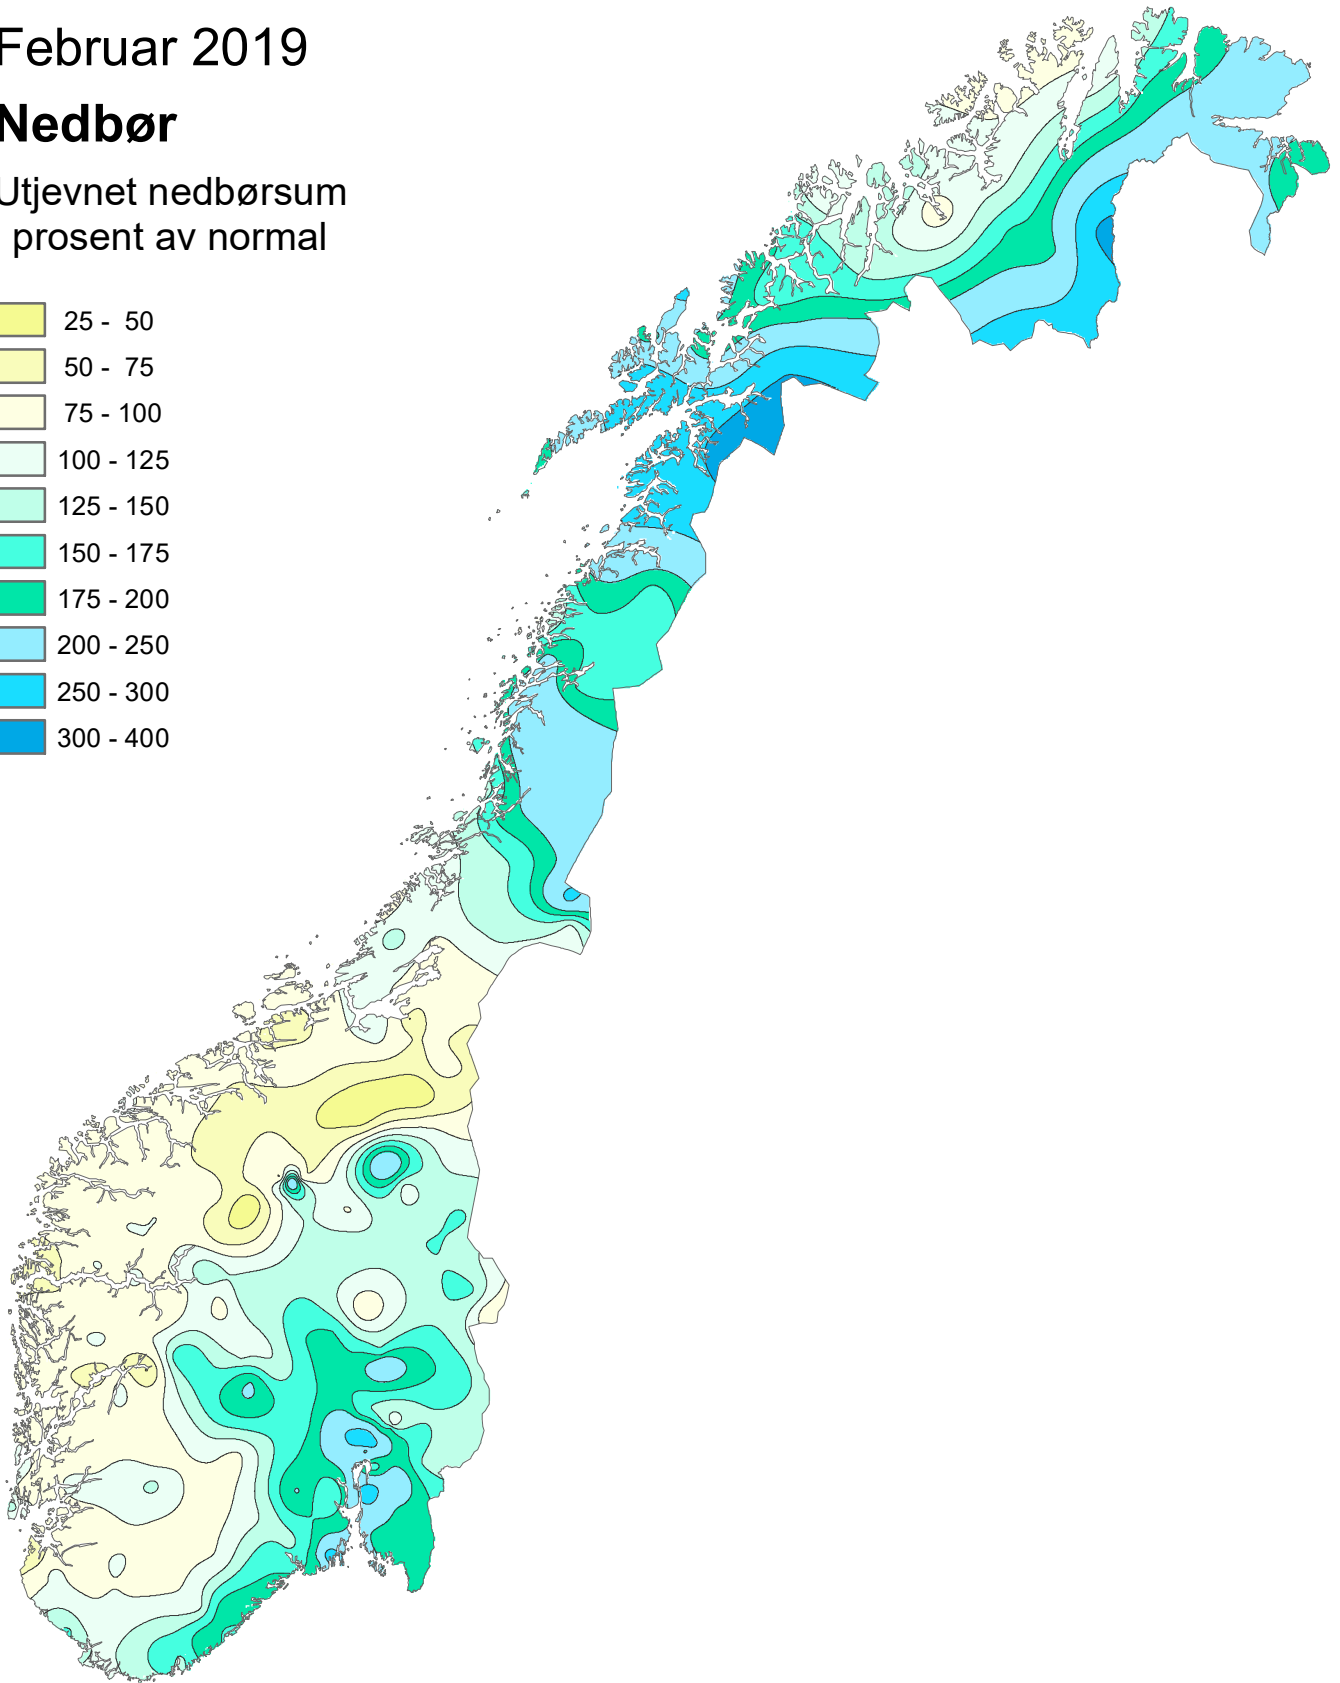 Februar 2019
Nedbør
Utjevnet nedbørsum
prosent av normal
25 - 50
50 - 75
75 - 100
100 - 125
125 - 150
150 - 175
175 - 200
200 - 250
250 - 300
300 - 400